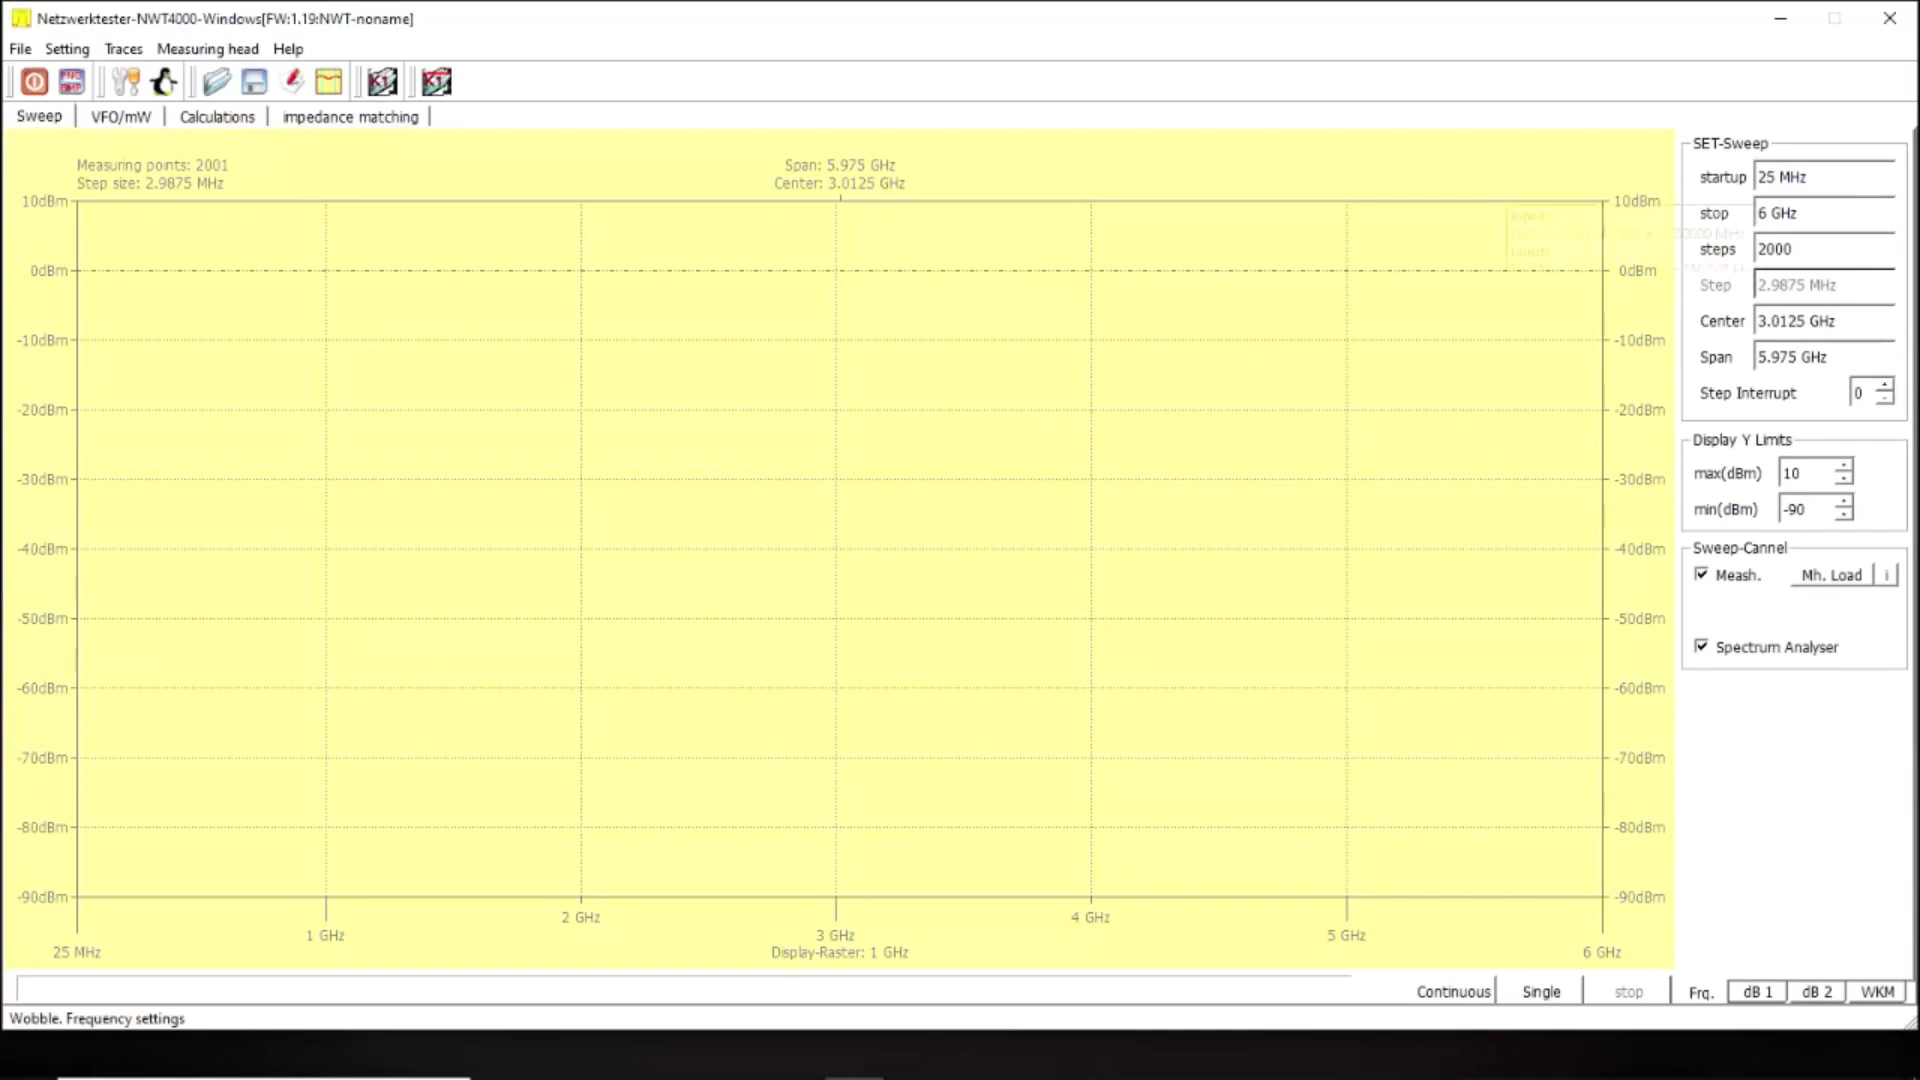 Netzwerktester-NWT4000-Windows[FW:1.19:NWT-noname]
File Setting Traces Measuring head Help
PNG BMP K1 K1
Sweep VFO/mW Calculations impedance matching
Measuring points: 2001
Step size: 2.9875 MHz
Span: 5.975 GHz
Center: 3.0125 GHz
10dBm 10dBm
0dBm 0dBm
-10dBm -10dBm
-20dBm -20dBm
-30dBm -30dBm
-40dBm -40dBm
-50dBm -50dBm
-60dBm -60dBm
-70dBm -70dBm
-80dBm -80dBm
-90dBm -90dBm
2 GHz 4 GHz
1 GHz 3 GHz 5 GHz
25 MHz Display-Raster: 1 GHz 6 GHz
SET-Sweep
startup 25 MHz
stop 6 GHz
steps 2000
Step 2.9875 MHz
Center 3.0125 GHz
Span 5.975 GHz
Step Interrupt 0
Display Y Limits
max(dBm) 10
min(dBm) -90
Sweep-Cannel
Meash. Mh. Load i
Spectrum Analyser
Continuous Single stop Frq. dB 1 dB 2 WKM
Wobble. Frequency settings